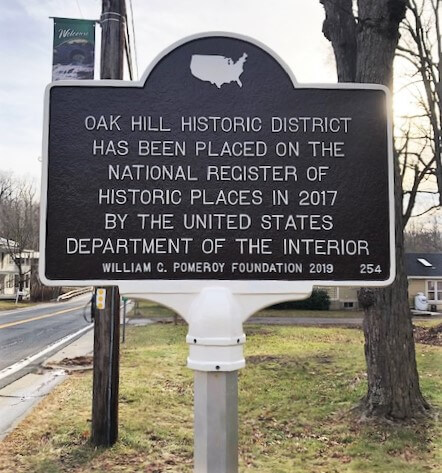 Welcome
OAK HILL HISTORIC DISTRICT
HAS BEEN PLACED ON THE
NATIONAL REGISTER OF
HISTORIC PLACES IN 2017
BY THE UNITED STATES
DEPARTMENT OF THE INTERIOR
WILLIAM C. POMEROY FOUNDATION 2019 254